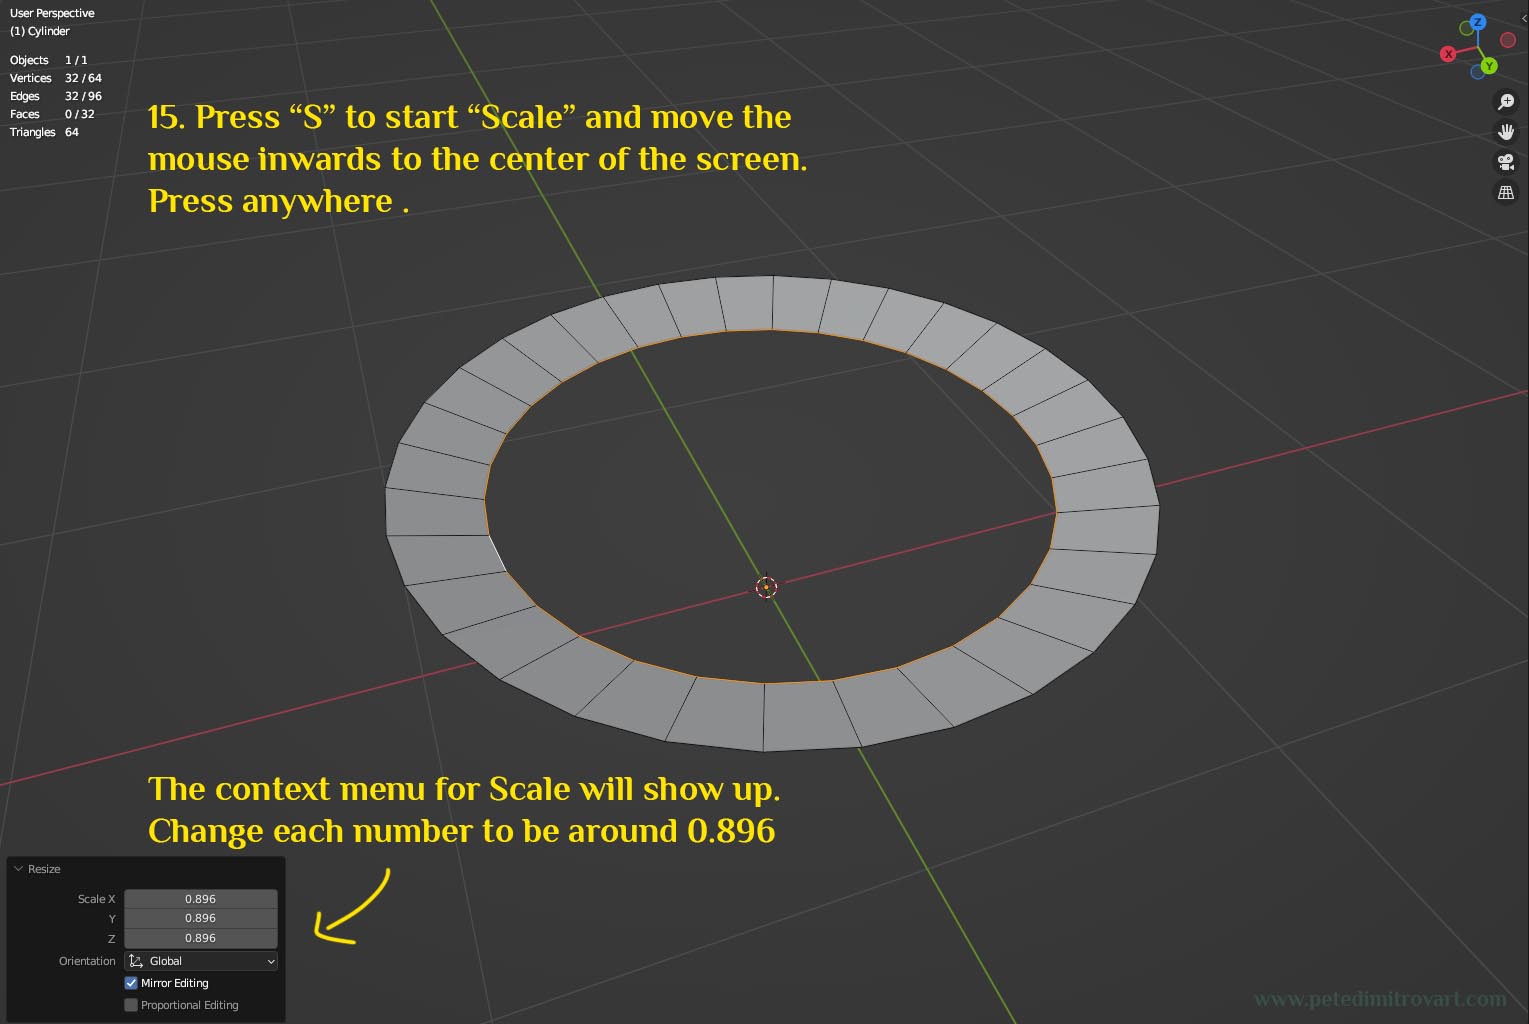 User Perspective
(1) Cylinder
Objects 1 / 1
Vertices 32 / 64
Edges 32 / 96
Faces 0 / 32
Triangles 64
Z
X
Y
15. Press “S” to start “Scale” and move the
mouse inwards to the center of the screen.
Press anywhere .
The context menu for Scale will show up.
Change each number to be around 0.896
Resize
Scale X 0.896
Y 0.896
Z 0.896
Orientation Global
Mirror Editing
Proportional Editing
www.petedimitrovart.com